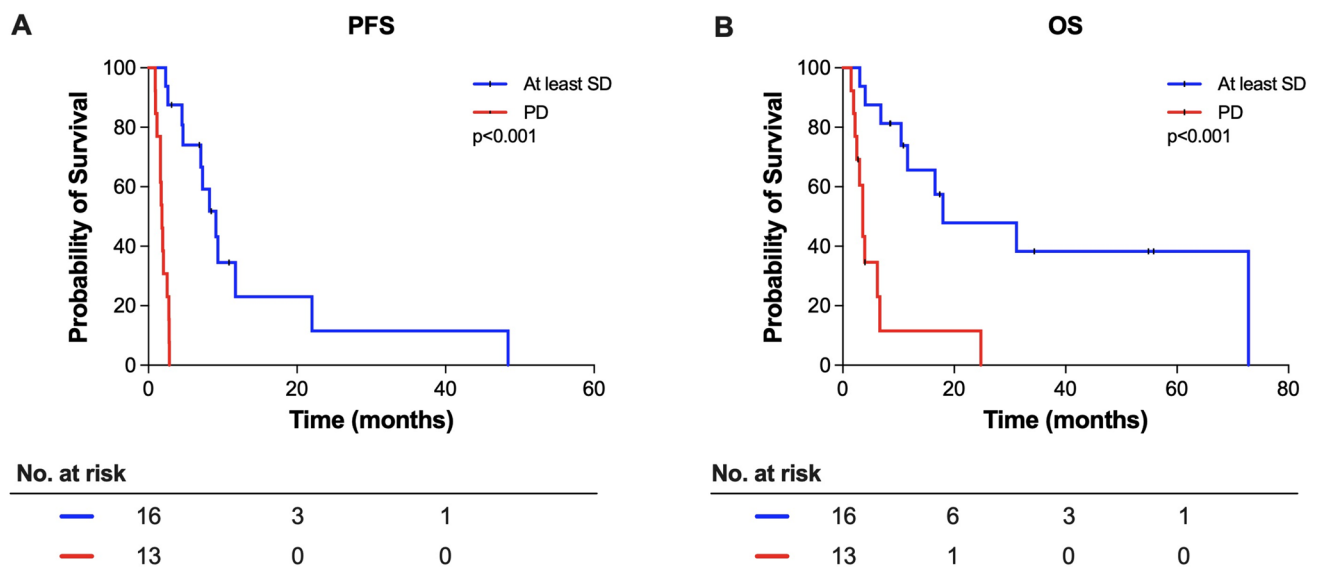 A
PFS
Probability of Survival
100
80
60
40
20
0
At least SD
PD
p<0.001
0 20 40 60
Time (months)
No. at risk
16 3 1
13 0 0
B
OS
Probability of Survival
100
80
60
40
20
0
At least SD
PD
p<0.001
0 20 40 60 80
Time (months)
No. at risk
16 6 3 1
13 1 0 0